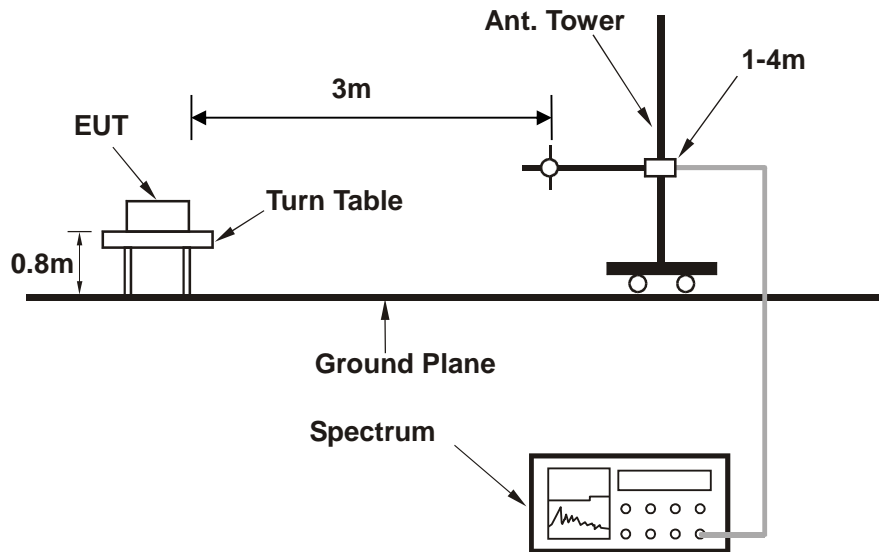 Ant. Tower
1-4m
3m
EUT
Turn Table
0.8m
Ground Plane
Spectrum